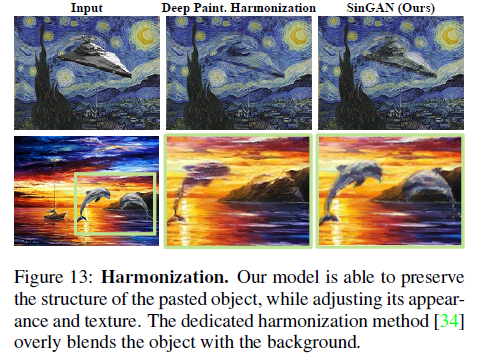 Input Deep Paint. Harmonization SinGAN (Ours)
Figure 13: Harmonization. Our model is able to preserve
the structure of the pasted object, while adjusting its appear-
ance and texture. The dedicated harmonization method [34]
overly blends the object with the background.